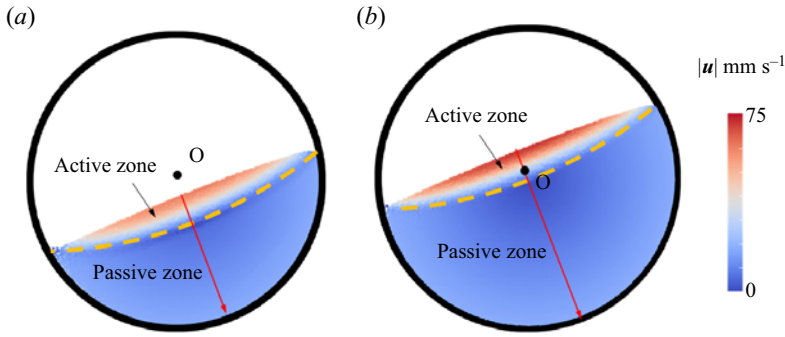 (a)
(b)
|u| mm s⁻¹
75
0
O
Active zone
Passive zone
Active zone
O
Passive zone